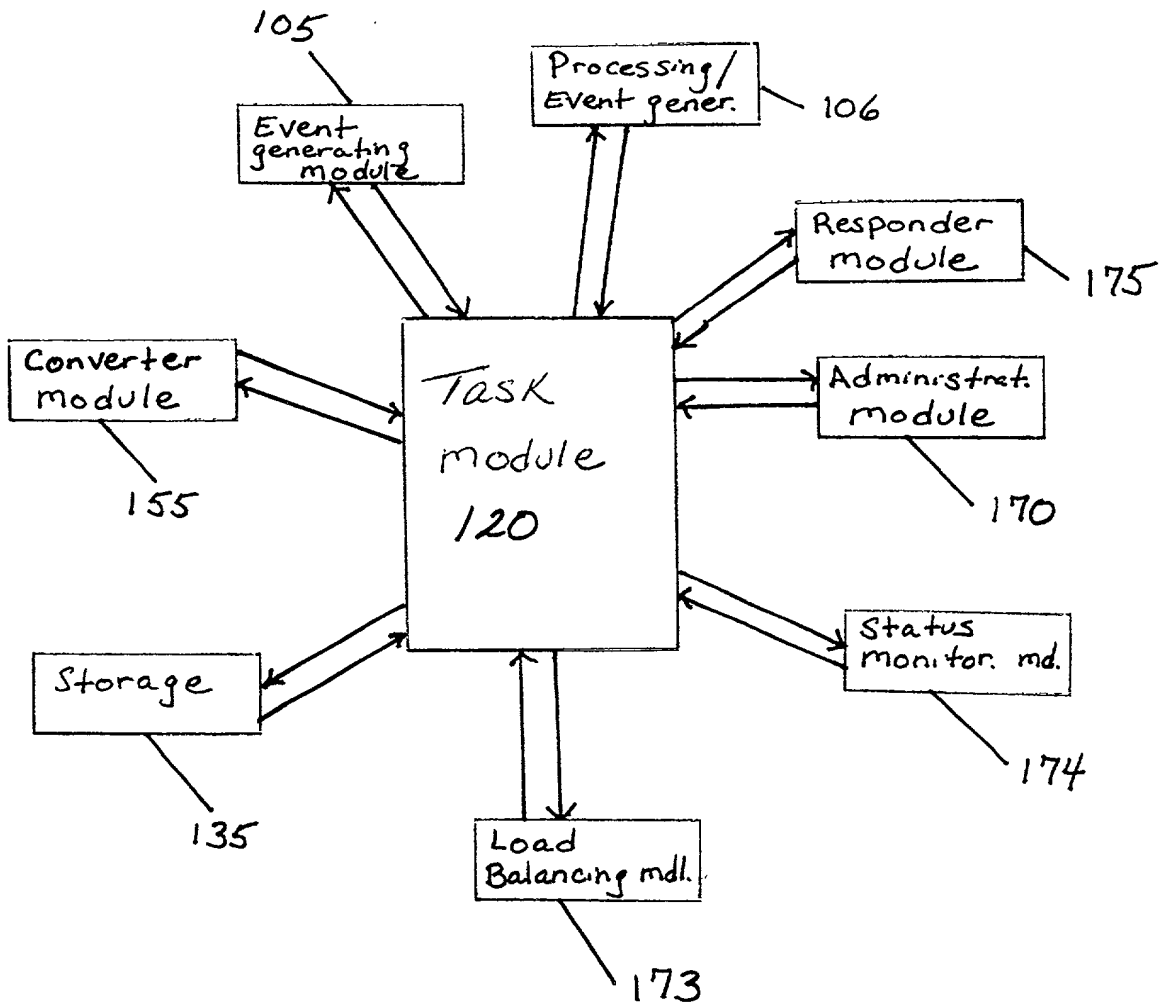 105
Event
generating
module
Processing/
Event gener.
106
Responder
module
175
Converter
module
155
Task
module
120
Administrat.
module
170
Storage
135
Status
monitor. md.
174
Load
Balancing mdl.
173